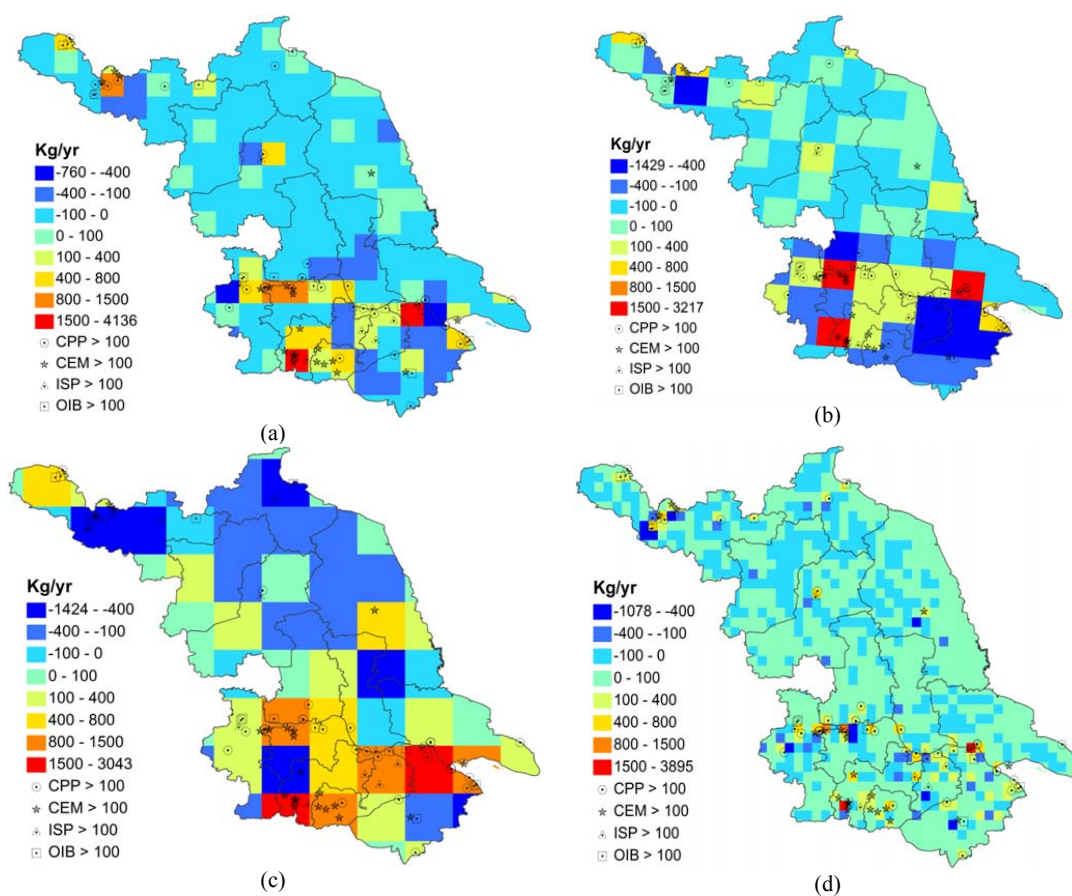 Kg/yr
-760 - -400
-400 - -100
-100 - 0
0 - 100
100 - 400
400 - 800
800 - 1500
1500 - 4136
CPP > 100
CEM > 100
ISP > 100
OIB > 100
(a)
Kg/yr
-1429 - -400
-400 - -100
-100 - 0
0 - 100
100 - 400
400 - 800
800 - 1500
1500 - 3217
CPP > 100
CEM > 100
ISP > 100
OIB > 100
(b)
Kg/yr
-1424 - -400
-400 - -100
-100 - 0
0 - 100
100 - 400
400 - 800
800 - 1500
1500 - 3043
CPP > 100
CEM > 100
ISP > 100
OIB > 100
(c)
Kg/yr
-1078 - -400
-400 - -100
-100 - 0
0 - 100
100 - 400
400 - 800
800 - 1500
1500 - 3895
CPP > 100
CEM > 100
ISP > 100
OIB > 100
(d)